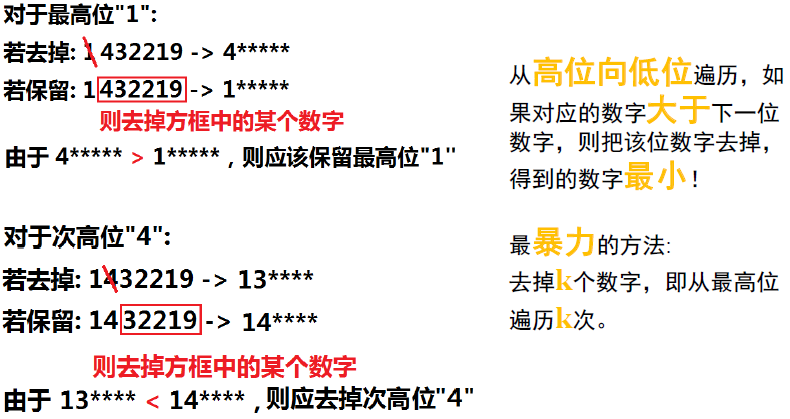 对于最高位"1":
若去掉: 1 432219 -> 4*****
若保留: 1 432219 -> 1*****
则去掉方框中的某个数字
由于 4***** > 1***** , 则应该保留最高位"1"
对于次高位"4":
若去掉: 1432219 -> 13****
若保留: 14 32219 -> 14****
则去掉方框中的某个数字
由于 13**** < 14**** , 则应去掉次高位"4"
从高位向低位遍历，如
果对应的数字大于下一位
数字，则把该位数字去掉，
得到的数字最小！
最暴力的方法:
去掉k个数字，即从最高位
遍历k次。